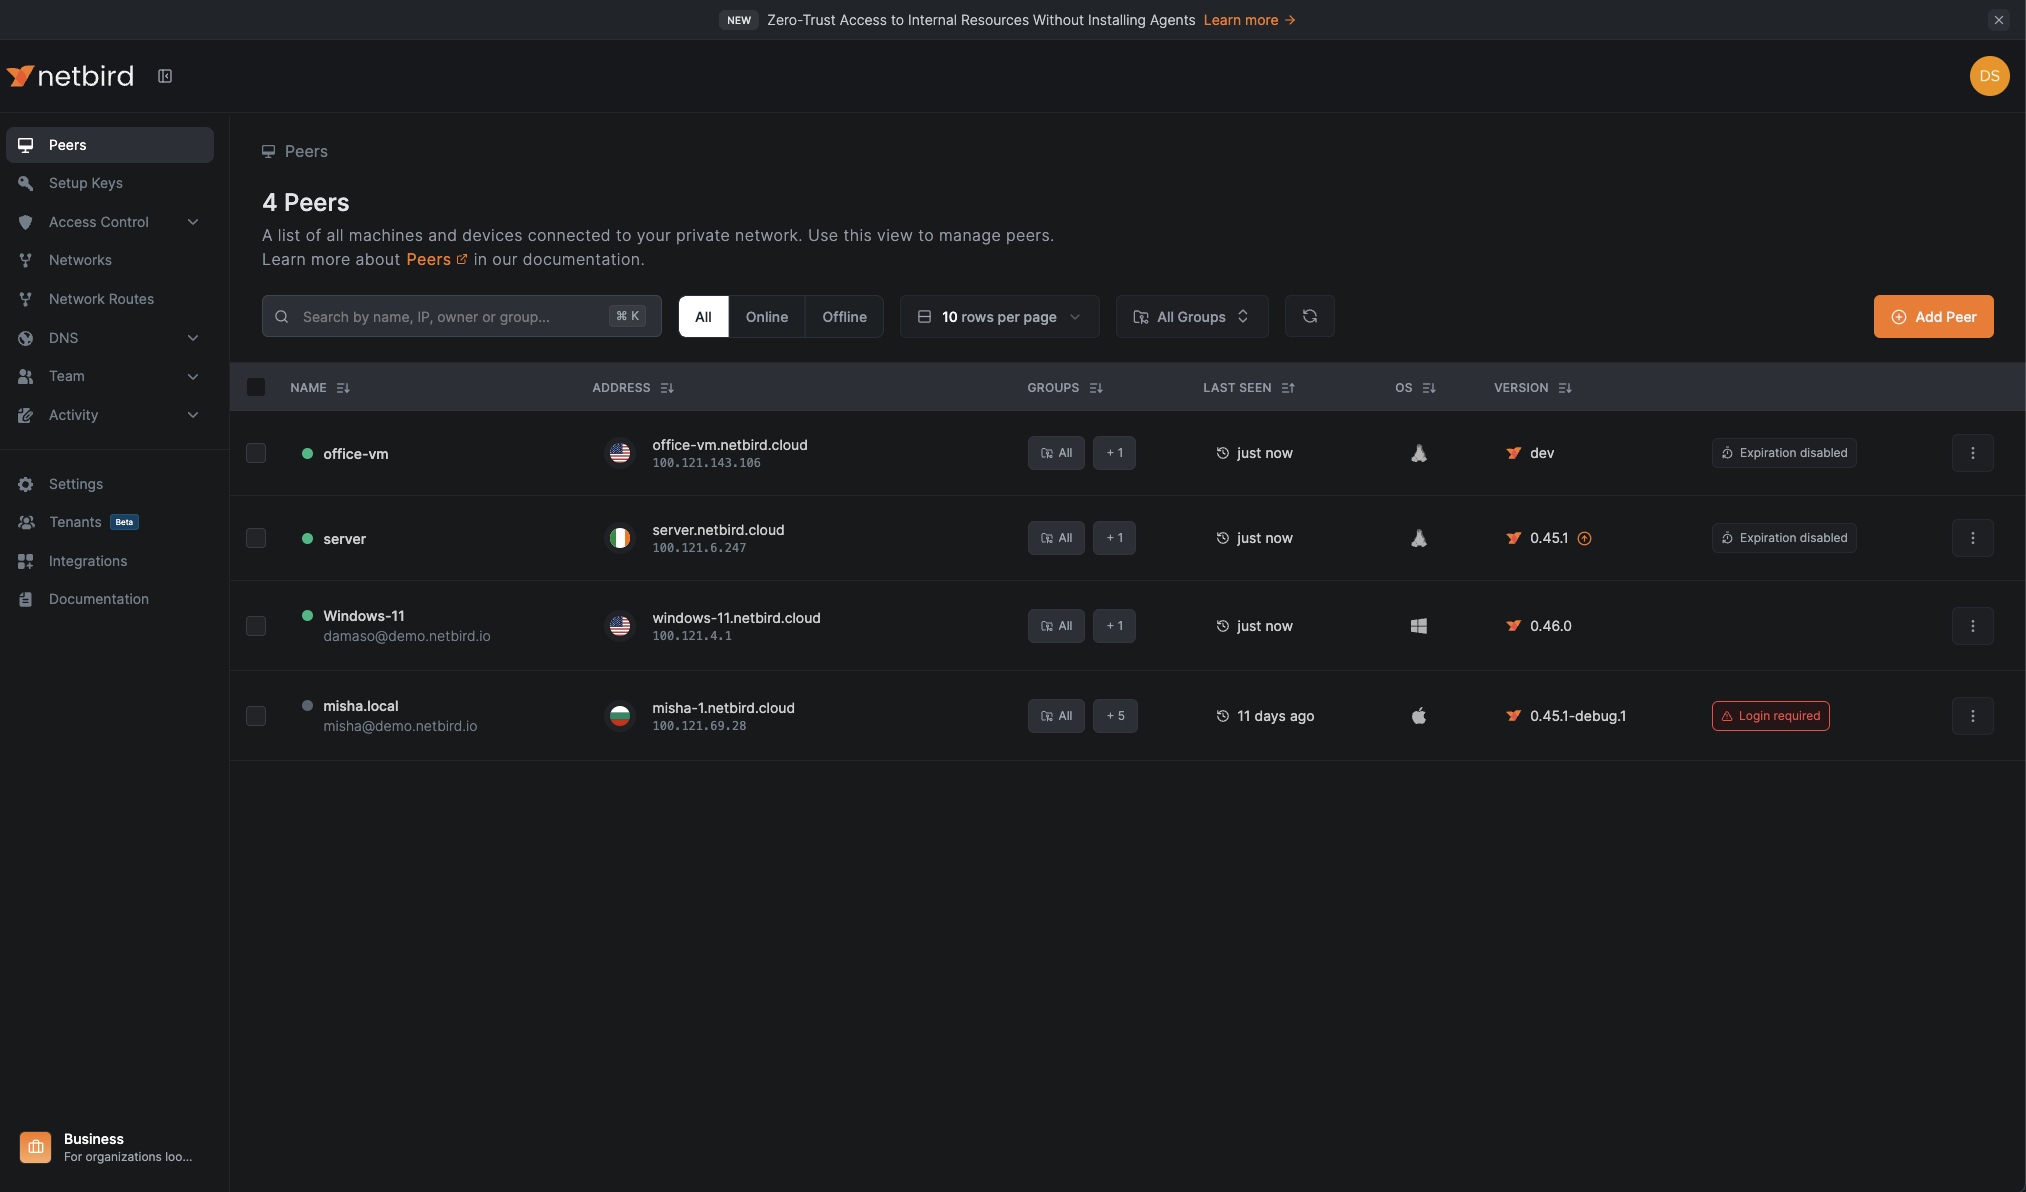 NEW Zero-Trust Access to Internal Resources Without Installing Agents Learn more →
netbird
DS
Peers
Setup Keys
Access Control
Networks
Network Routes
DNS
Team
Activity
Settings
Tenants Beta
Integrations
Documentation
Business
For organizations loo...
Peers
4 Peers
A list of all machines and devices connected to your private network. Use this view to manage peers.
Learn more about Peers in our documentation.
Search by name, IP, owner or group... ⌘ K All Online Offline 10 rows per page All Groups Add Peer
NAME ADDRESS GROUPS LAST SEEN OS VERSION
office-vm office-vm.netbird.cloud All + 1 just now dev Expiration disabled
100.121.143.106
server server.netbird.cloud All + 1 just now 0.45.1 Expiration disabled
100.121.6.247
Windows-11 windows-11.netbird.cloud All + 1 just now 0.46.0
damaso@demo.netbird.io 100.121.4.1
misha.local misha-1.netbird.cloud All + 5 11 days ago 0.45.1-debug.1 Login required
misha@demo.netbird.io 100.121.69.28